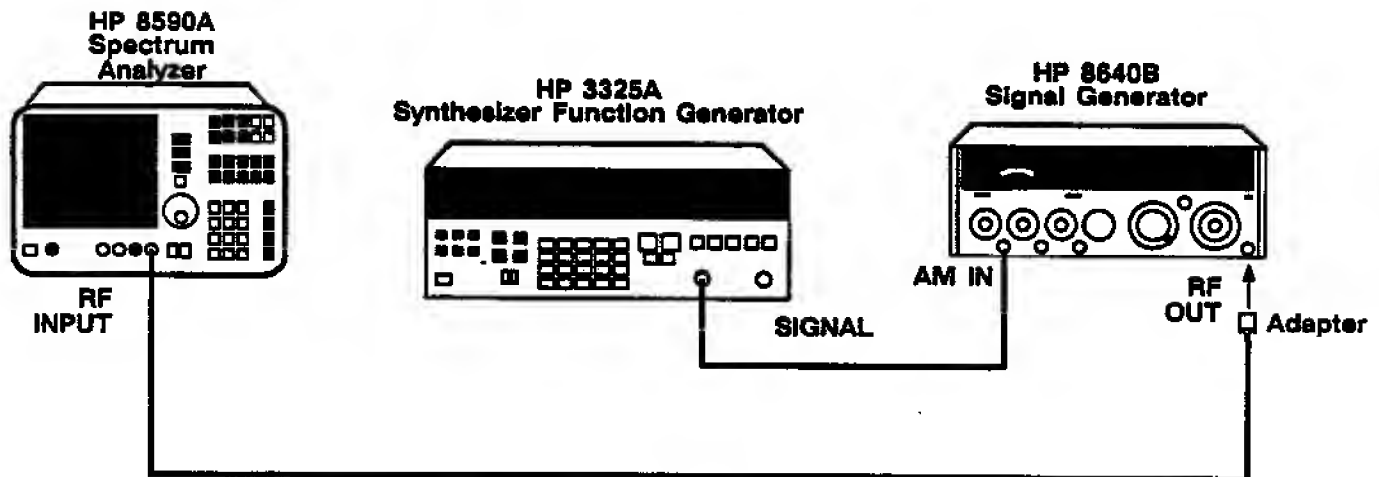 HP 8590A
Spectrum
Analyzer
HP 3325A
Synthesizer Function Generator
HP 8640B
Signal Generator
RF
INPUT
SIGNAL
AM IN
RF
OUT
Adapter